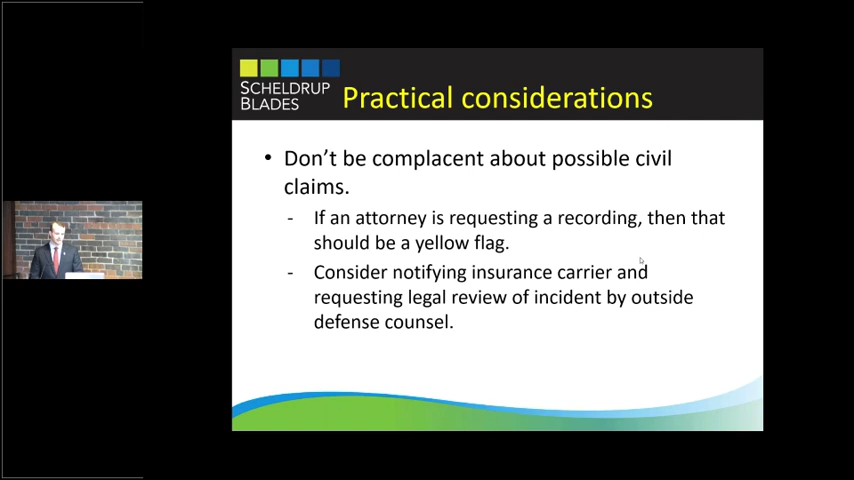 SCHELDRUP
BLADES
Practical considerations
• Don't be complacent about possible civil
claims.
- If an attorney is requesting a recording, then that
should be a yellow flag.
- Consider notifying insurance carrier and
requesting legal review of incident by outside
defense counsel.